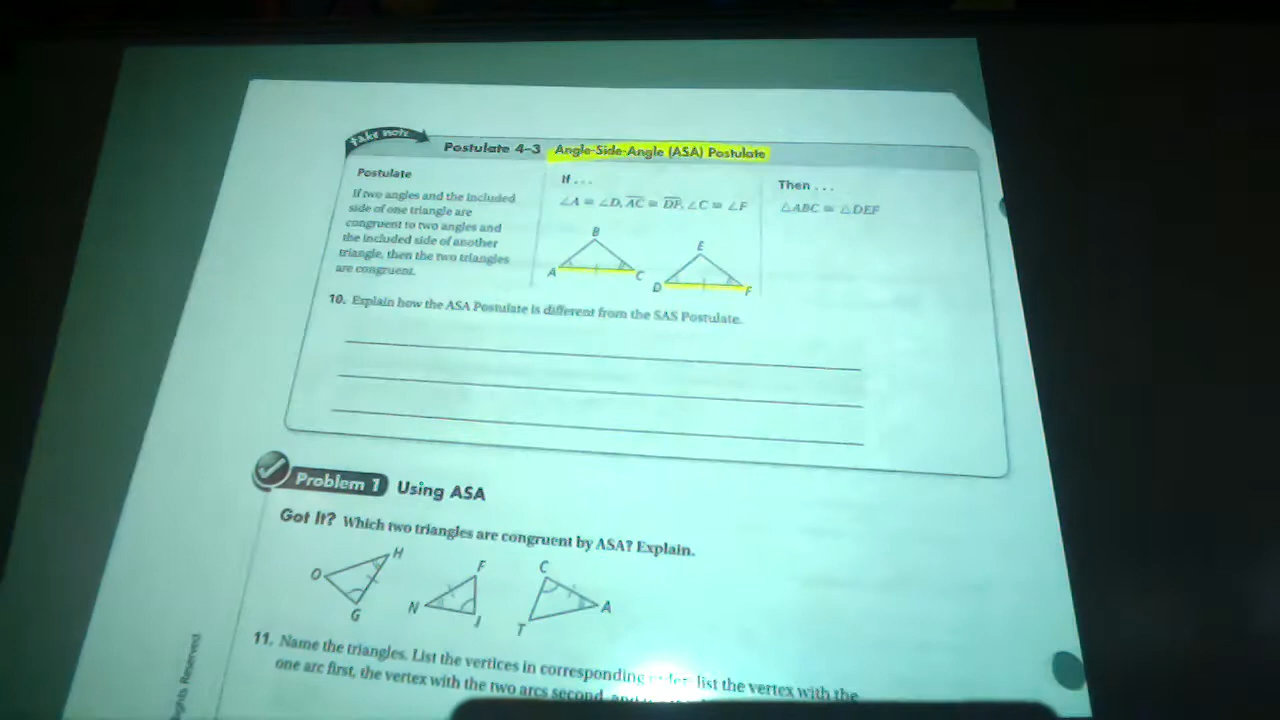 take note
Postulate 4-3 Angle-Side-Angle (ASA) Postulate
Postulate
If two angles and the included
side of one triangle are
congruent to two angles and
the included side of another
triangle, then the two triangles
are congruent.
If . . .
∠A ≅ ∠D, AC ≅ DF, ∠C ≅ ∠F
B
A
C
E
D
F
Then . . .
△ABC ≅ △DEF
10. Explain how the ASA Postulate is different from the SAS Postulate.
Problem 1 Using ASA
Got It? Which two triangles are congruent by ASA? Explain.
O
H
G
F
N
J
C
A
T
11. Name the triangles. List the vertices in corresponding list the vertex with the
one arc first, the vertex with the two arcs second, and
ghts Reserved.